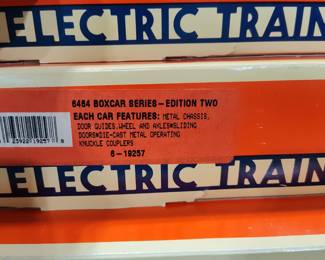 ELECTRIC TRAIN
6464 BOXCAR SERIES-EDITION TWO
EACH CAR FEATURES: METAL CHASSIS,
DOOR GUIDES,WHEEL AND AXLES*SLIDING
DOORS*DIE-CAST METAL OPERATING
KNUCKLE COUPLERS
6-19257
ELECTRIC TRAIN